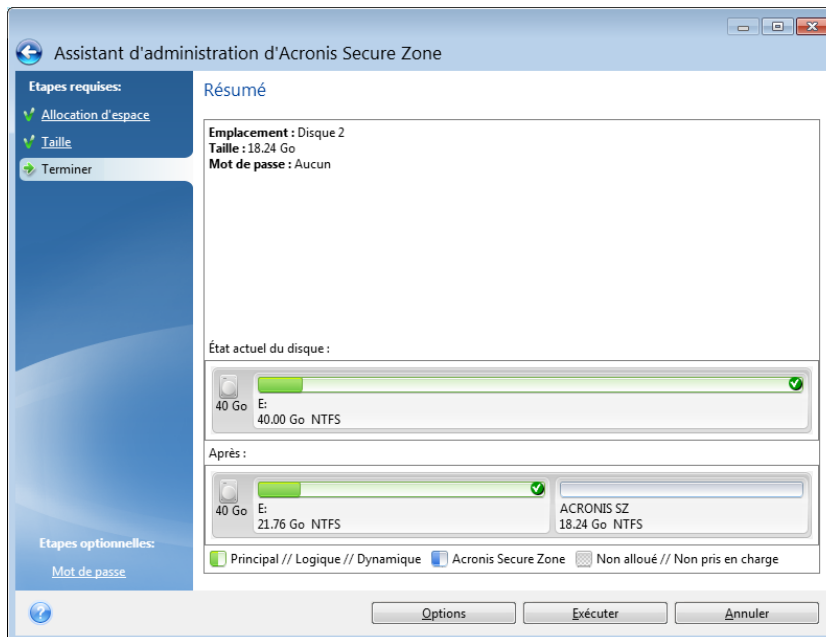 Assistant d'administration d'Acronis Secure Zone
Etapes requises:
Allocation d'espace
Taille
Terminer
Etapes optionnelles:
Mot de passe
Résumé
Emplacement : Disque 2
Taille : 18.24 Go
Mot de passe : Aucun
État actuel du disque :
40 Go
E:
40.00 Go NTFS
Après :
40 Go
E:
21.76 Go NTFS
ACRONIS SZ
18.24 Go NTFS
Principal // Logique // Dynamique Acronis Secure Zone Non alloué // Non pris en charge
Options Exécuter Annuler